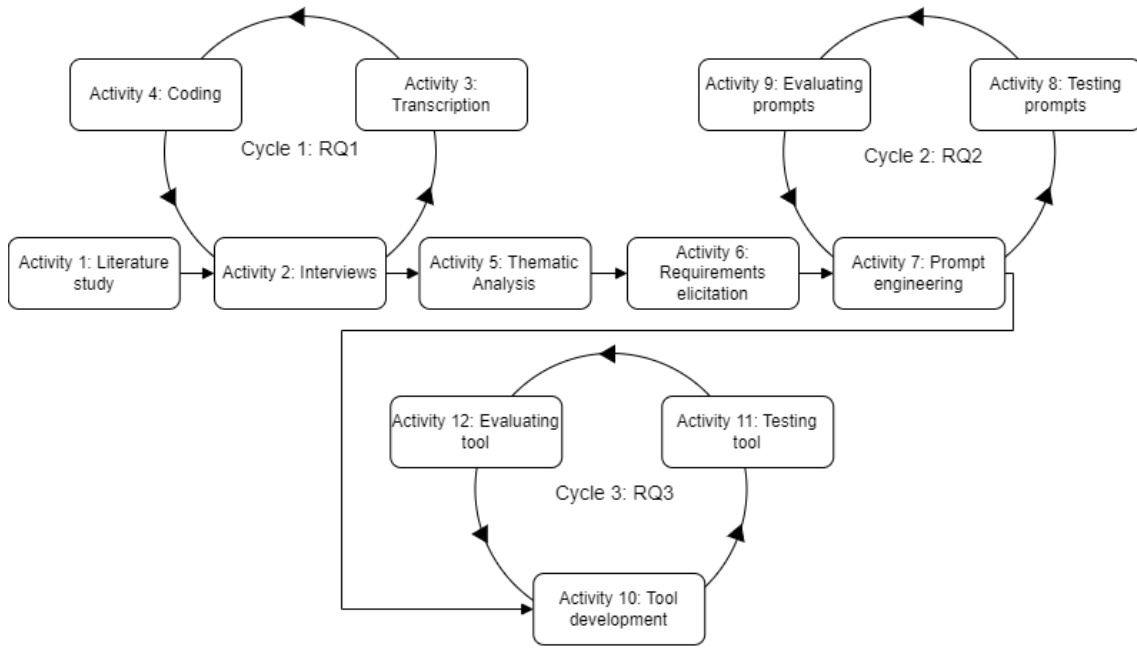 Activity 4: Coding
Activity 3:
Transcription
Cycle 1: RQ1
Activity 9: Evaluating
prompts
Activity 8: Testing
prompts
Cycle 2: RQ2
Activity 1: Literature
study
Activity 2: Interviews
Activity 5: Thematic
Analysis
Activity 6:
Requirements
elicitation
Activity 7: Prompt
engineering
Activity 12: Evaluating
tool
Activity 11: Testing
tool
Cycle 3: RQ3
Activity 10: Tool
development